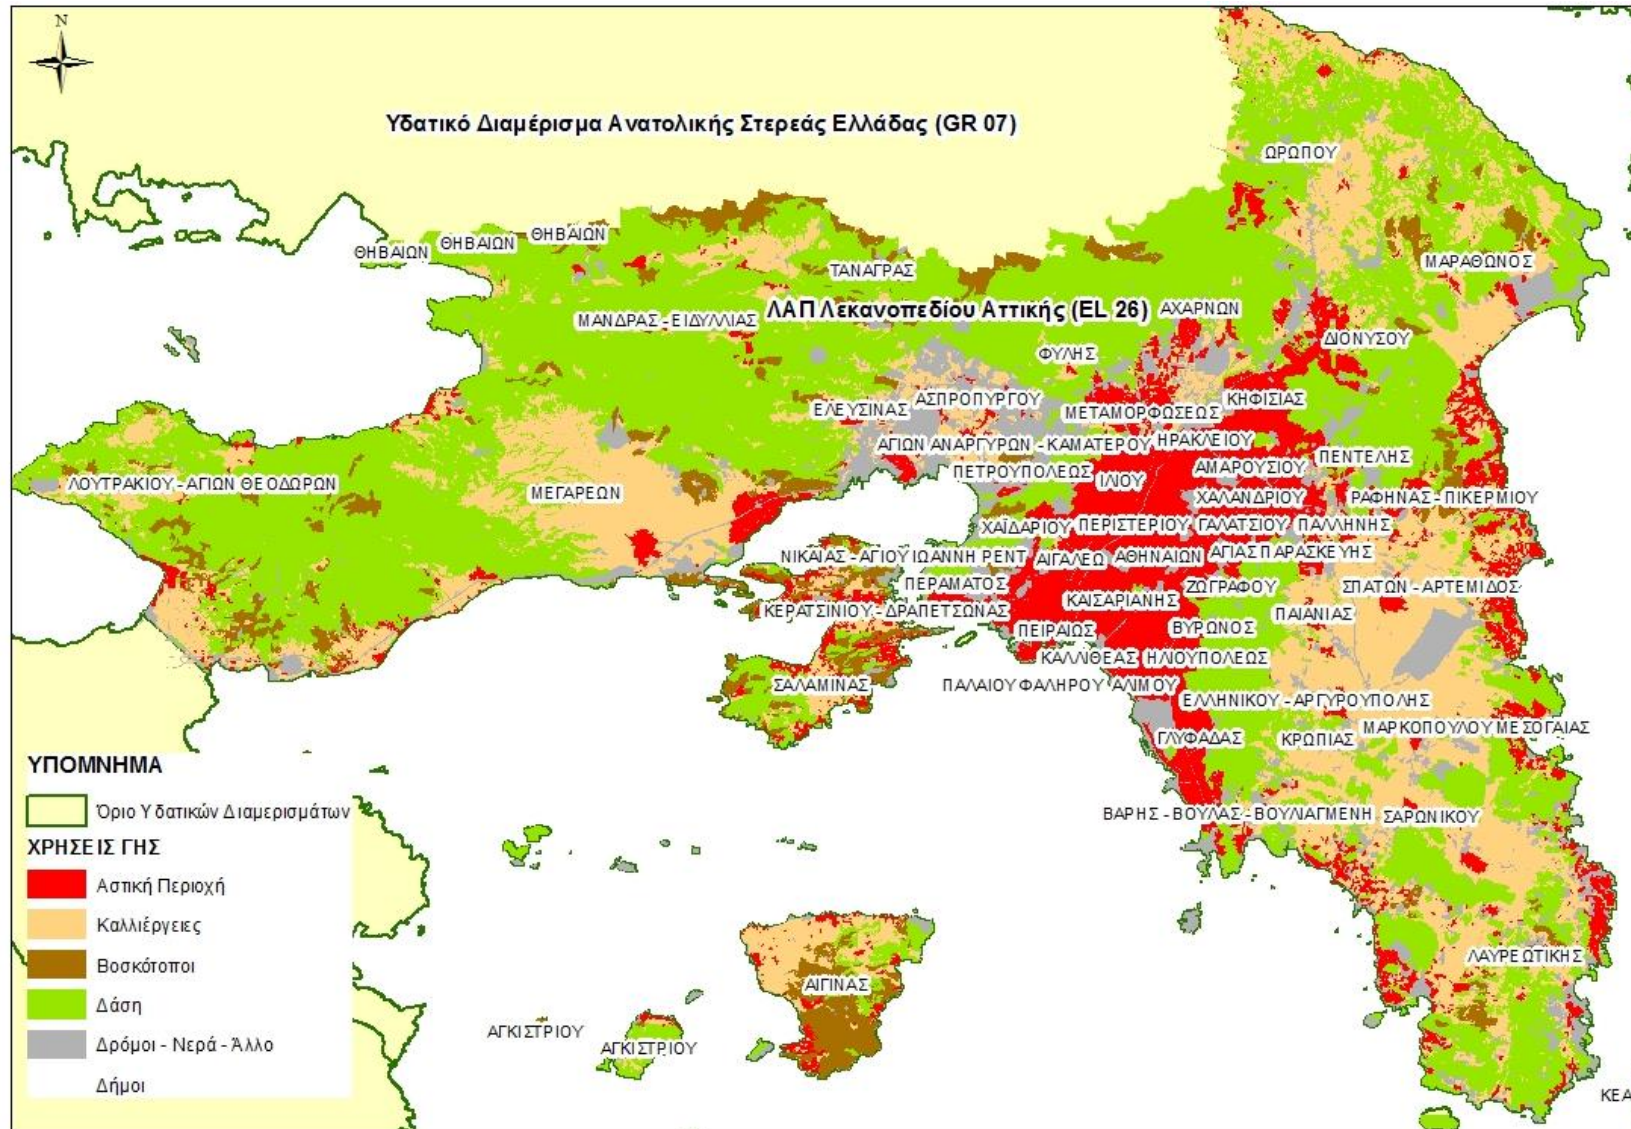 N
Υδατικό Διαμέρισμα Ανατολικής Στερεάς Ελλάδας (GR 07)
ΩΡΩΠΟΥ
ΘΗΒΑΙΩΝ ΘΗΒΑΙΩΝ ΘΗΒΑΙΩΝ
ΤΑΝΑΓΡΑΣ
ΜΑΡΑΘΩΝΟΣ
ΜΑΝΔΡΑΣ - ΕΙΔΥΛΛΙΑΣ
ΛΑΠ Λεκανοπεδίου Αττικής (EL 26)
ΑΧΑΡΝΩΝ
ΔΙΟΝΥΣΟΥ
ΦΥΛΗΣ
ΕΛΕΥΣΙΝΑΣ
ΑΣΠΡΟΠΥΡΓΟΥ
ΜΕΤΑΜΟΡΦΩΣΕΩΣ
ΚΗΦΙΣΙΑΣ
ΑΓΙΩΝ ΑΝΑΡΓΥΡΩΝ - ΚΑΜΑΤΕΡΟΥ
ΗΡΑΚΛΕΙΟΥ
ΠΕΤΡΟΥΠΟΛΕΩΣ
ΙΛΙΟΥ
ΑΜΑΡΟΥΣΙΟΥ
ΠΕΝΤΕΛΗΣ
ΛΟΥΤΡΑΚΙΟΥ - ΑΓΙΩΝ ΘΕΟΔΩΡΩΝ
ΜΕΓΑΡΕΩΝ
ΧΑΛΑΝΔΡΙΟΥ
ΡΑΦΗΝΑΣ - ΠΙΚΕΡΜΙΟΥ
ΧΑΪΔΑΡΙΟΥ
ΠΕΡΙΣΤΕΡΙΟΥ
ΓΑΛΑΤΣΙΟΥ
ΠΑΛΛΗΝΗΣ
ΝΙΚΑΙΑΣ - ΑΓΙΟΥ ΙΩΑΝΝΗ ΡΕΝΤ
ΑΙΓΑΛΕΩ
ΑΘΗΝΑΙΩΝ
ΑΓΙΑΣ ΠΑΡΑΣΚΕΥΗΣ
ΠΕΡΑΜΑΤΟΣ
ΖΩΓΡΑΦΟΥ
ΣΠΑΤΩΝ - ΑΡΤΕΜΙΔΟΣ
ΚΕΡΑΤΣΙΝΙΟΥ - ΔΡΑΠΕΤΣΩΝΑΣ
ΚΑΙΣΑΡΙΑΝΗΣ
ΠΑΙΑΝΙΑΣ
ΠΕΙΡΑΙΩΣ
ΒΥΡΩΝΟΣ
ΚΑΛΛΙΘΕΑΣ
ΗΛΙΟΥΠΟΛΕΩΣ
ΣΑΛΑΜΙΝΑΣ
ΠΑΛΑΙΟΥ ΦΑΛΗΡΟΥ
ΑΛΙΜΟΥ
ΕΛΛΗΝΙΚΟΥ - ΑΡΓΥΡΟΥΠΟΛΗΣ
ΓΛΥΦΑΔΑΣ
ΚΡΩΠΙΑΣ
ΜΑΡΚΟΠΟΥΛΟΥ ΜΕΣΟΓΑΙΑΣ
ΒΑΡΗΣ - ΒΟΥΛΑΣ - ΒΟΥΛΙΑΓΜΕΝΗ
ΣΑΡΩΝΙΚΟΥ
ΛΑΥΡΕΩΤΙΚΗΣ
ΑΙΓΙΝΑΣ
ΑΓΚΙΣΤΡΙΟΥ
ΑΓΚΙΣΤΡΙΟΥ
ΚΕΑ
ΥΠΟΜΝΗΜΑ
Όριο Υδατικών Διαμερισμάτων
ΧΡΗΣΕΙΣ ΓΗΣ
Αστική Περιοχή
Καλλιέργειες
Βοσκότοποι
Δάση
Δρόμοι - Νερά - Άλλο
Δήμοι